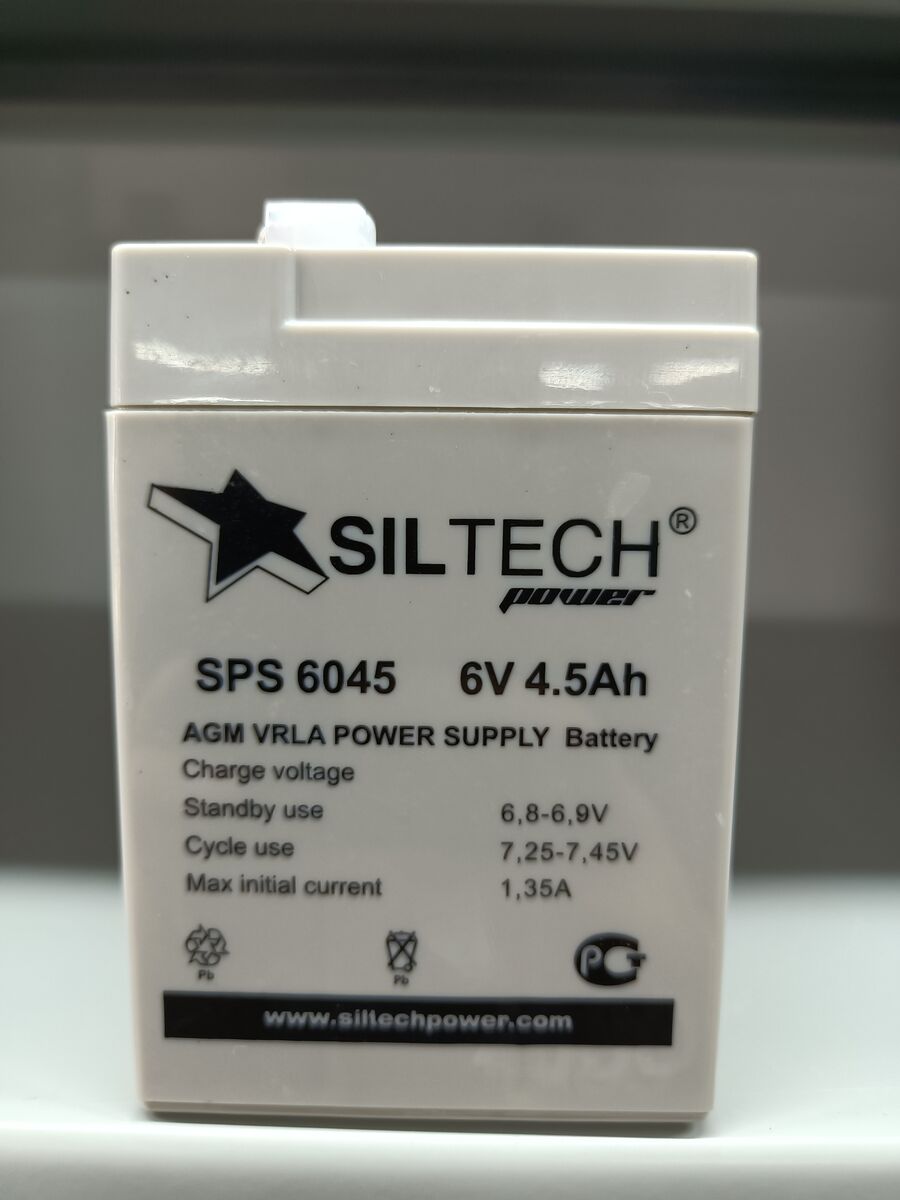 SILTECH®
power
SPS 6045 6V 4.5Ah
AGM VRLA POWER SUPPLY Battery
Charge voltage
Standby use 6,8-6,9V
Cycle use 7,25-7,45V
Max initial current 1,35A
Pb Pb РСТ
www.siltechpower.com